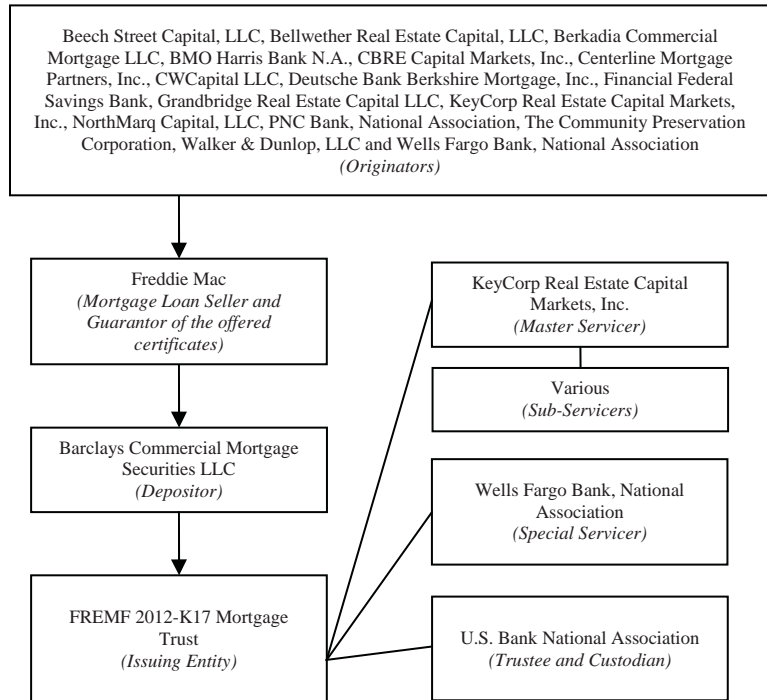 Beech Street Capital, LLC, Bellwether Real Estate Capital, LLC, Berkadia Commercial
Mortgage LLC, BMO Harris Bank N.A., CBRE Capital Markets, Inc., Centerline Mortgage
Partners, Inc., CWCapital LLC, Deutsche Bank Berkshire Mortgage, Inc., Financial Federal
Savings Bank, Grandbridge Real Estate Capital LLC, KeyCorp Real Estate Capital Markets,
Inc., NorthMarq Capital, LLC, PNC Bank, National Association, The Community Preservation
Corporation, Walker & Dunlop, LLC and Wells Fargo Bank, National Association
(Originators)
Freddie Mac
(Mortgage Loan Seller and
Guarantor of the offered
certificates)
KeyCorp Real Estate Capital
Markets, Inc.
(Master Servicer)
Various
(Sub-Servicers)
Barclays Commercial Mortgage
Securities LLC
(Depositor)
Wells Fargo Bank, National
Association
(Special Servicer)
FREMF 2012-K17 Mortgage
Trust
(Issuing Entity)
U.S. Bank National Association
(Trustee and Custodian)